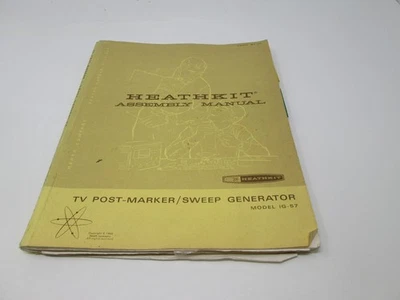 HEATHKIT®
ASSEMBLY MANUAL
HEATHKIT
TV POST-MARKER/SWEEP GENERATOR
MODEL IG-57